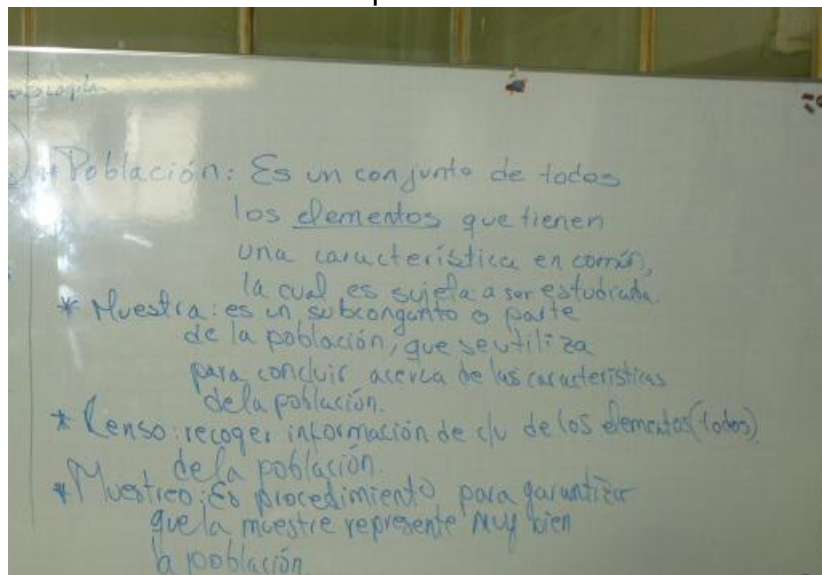 * Población: Es un conjunto de todos
los elementos que tienen
una característica en común,
la cual es sujeta a ser estudiada.
* Muestra: es un subcongunto o parte
de la población, que se utiliza
para concluir acerca de las características
de la población.
* Censo: recoger información de c/u de los elementos (todos)
de la población.
* Muestreo: Es procedimiento para garantizar
que la muestre represente muy bien
la población.